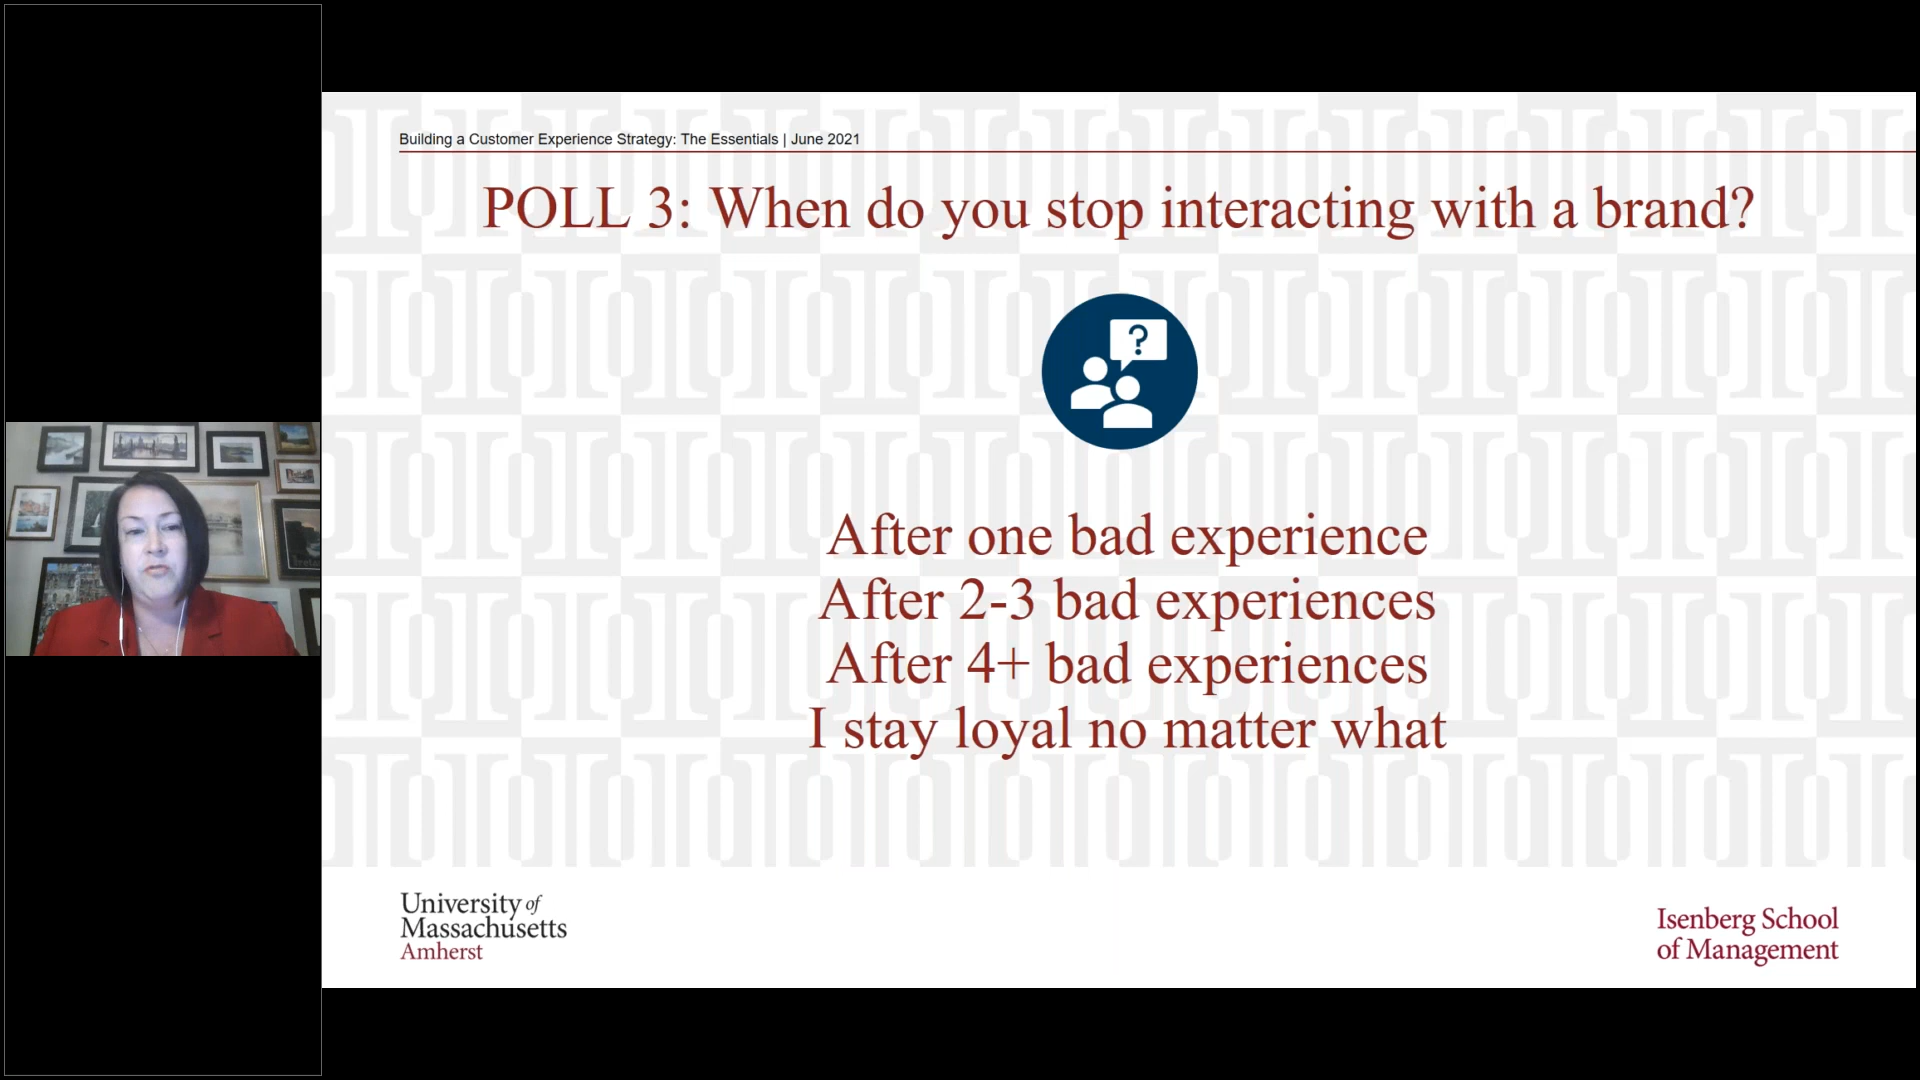 Building a Customer Experience Strategy: The Essentials | June 2021
POLL 3: When do you stop interacting with a brand?
?
After one bad experience
After 2-3 bad experiences
After 4+ bad experiences
I stay loyal no matter what
University of
Massachusetts
Amherst
Isenberg School
of Management